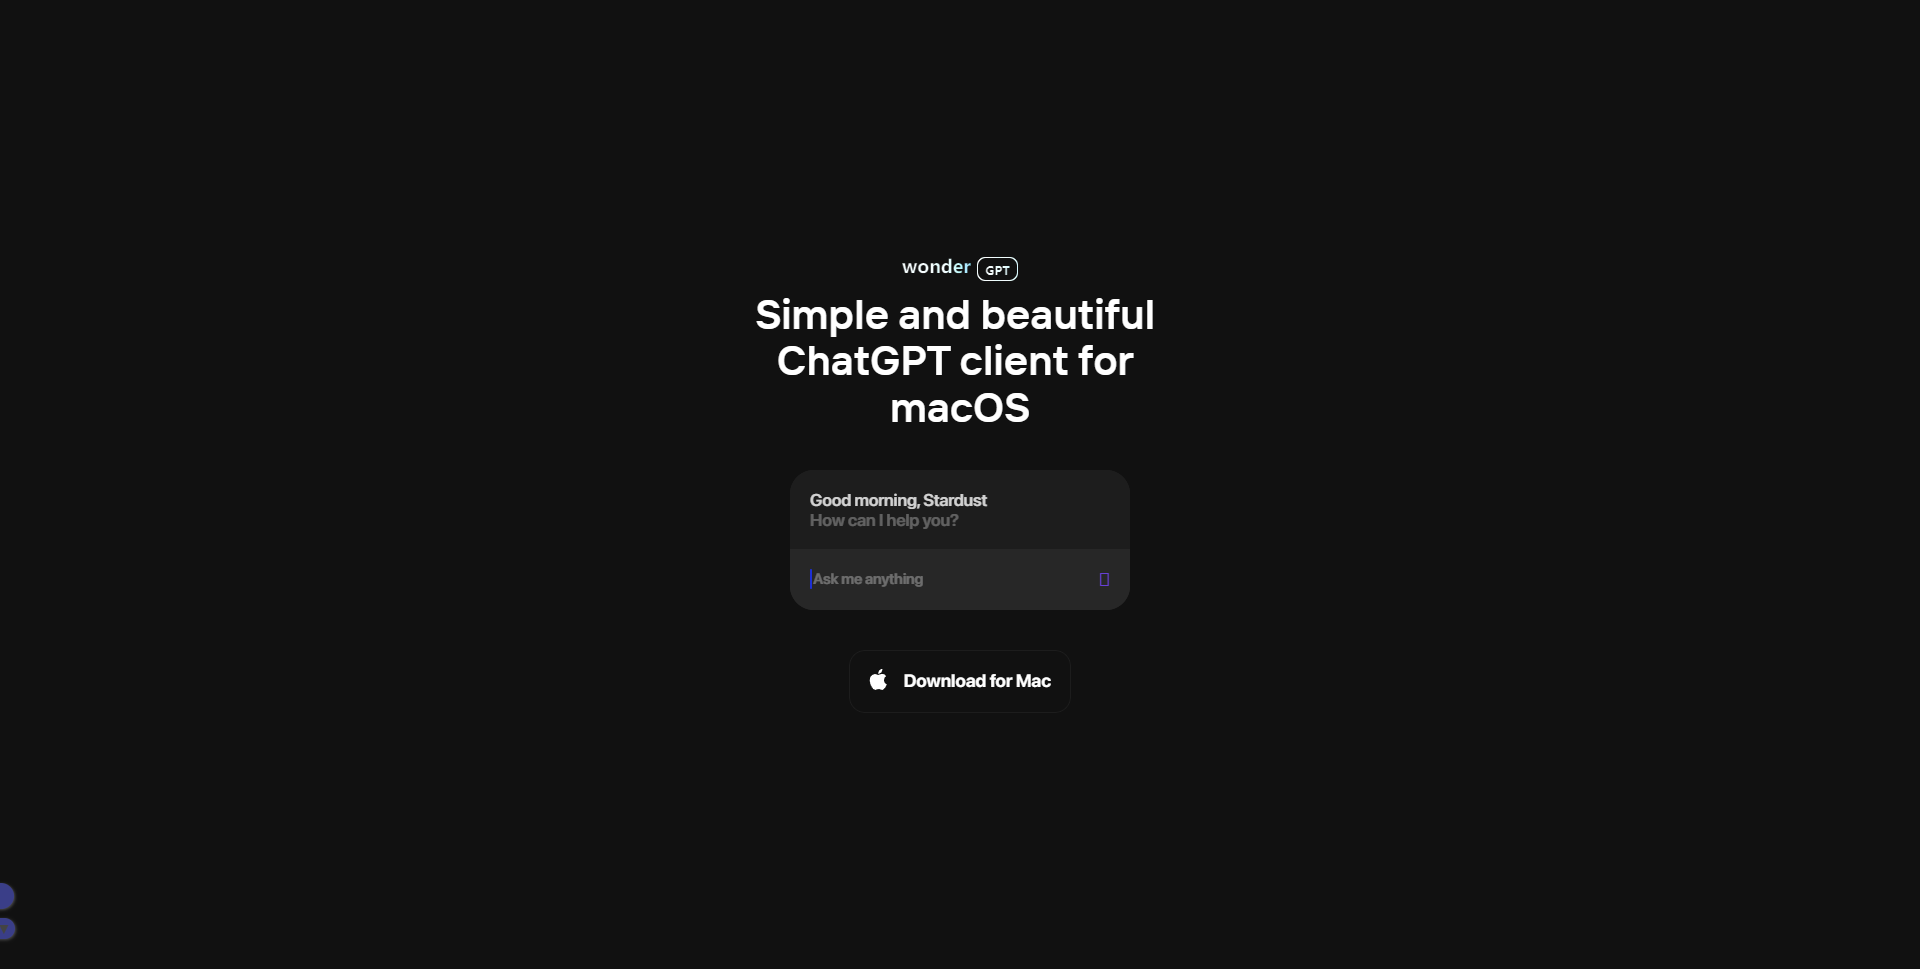 wonder GPT
Simple and beautiful
ChatGPT client for
macOS
Good morning, Stardust
How can I help you?
Ask me anything
Download for Mac